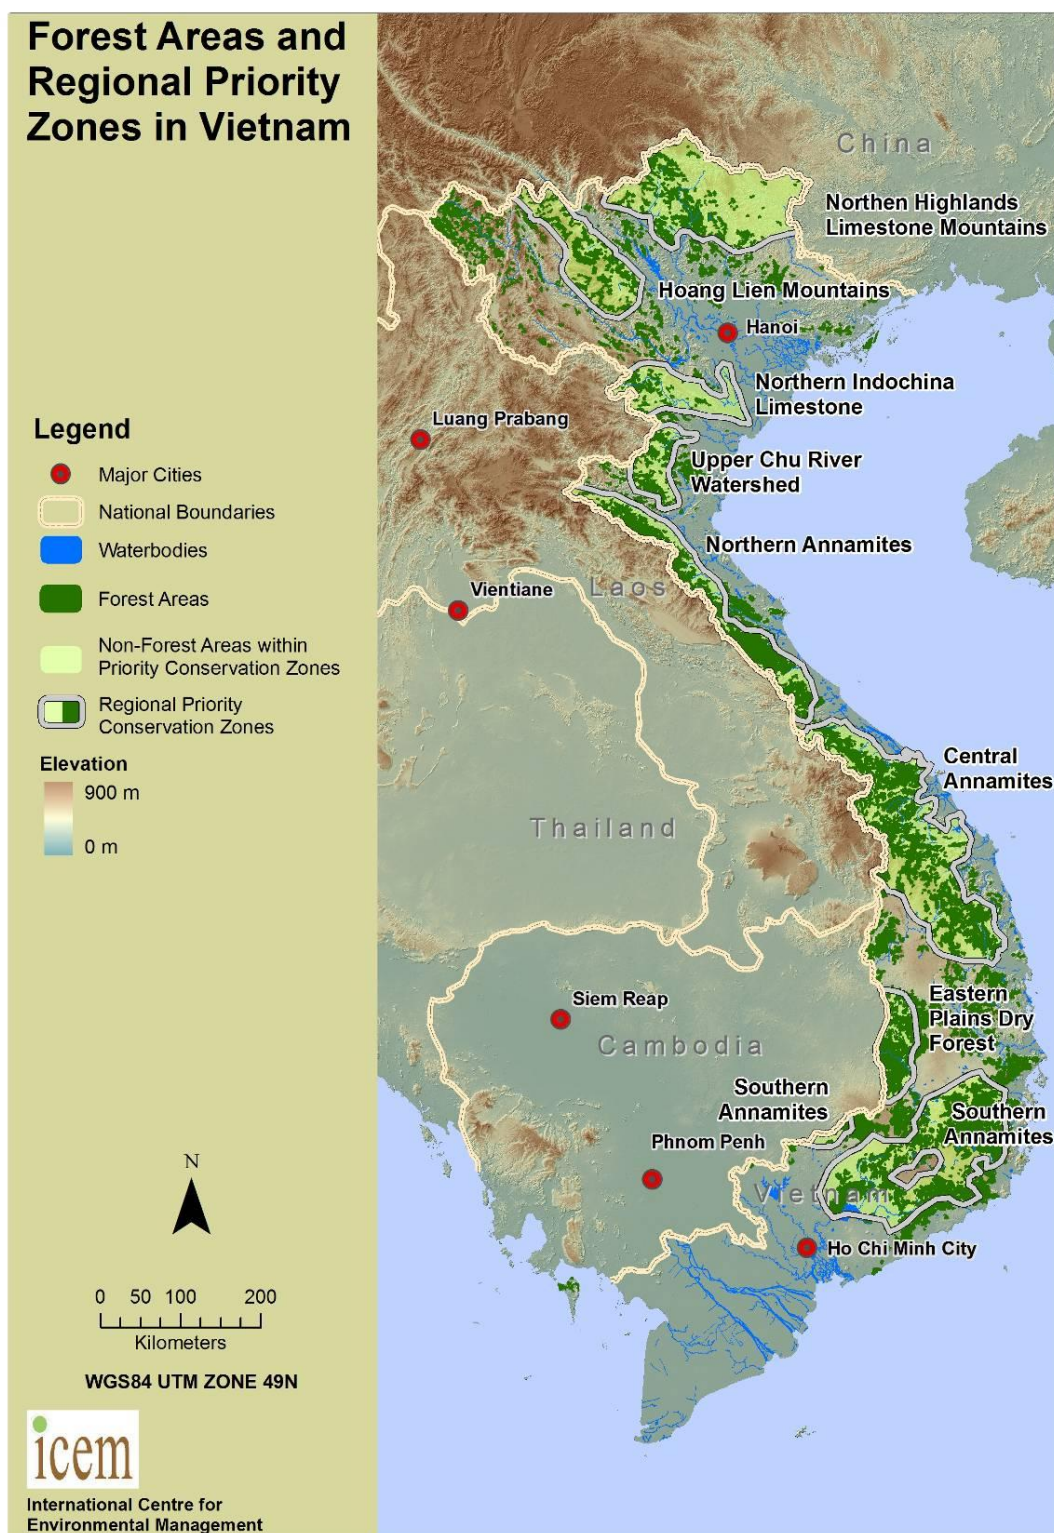 Forest Areas and
Regional Priority
Zones in Vietnam
China
Northen Highlands
Limestone Mountains
Hoang Lien Mountains
Hanoi
Northern Indochina
Limestone
Luang Prabang
Upper Chu River
Watershed
Northern Annamites
Laos
Vientiane
Central
Annamites
Thailand
Siem Reap
Eastern
Plains Dry
Forest
Cambodia
Southern
Annamites
Southern
Annamites
Phnom Penh
Vietnam
Ho Chi Minh City
Legend
Major Cities
National Boundaries
Waterbodies
Forest Areas
Non-Forest Areas within
Priority Conservation Zones
Regional Priority
Conservation Zones
Elevation
900 m
0 m
N
0 50 100 200
Kilometers
WGS84 UTM ZONE 49N
icem
International Centre for
Environmental Management